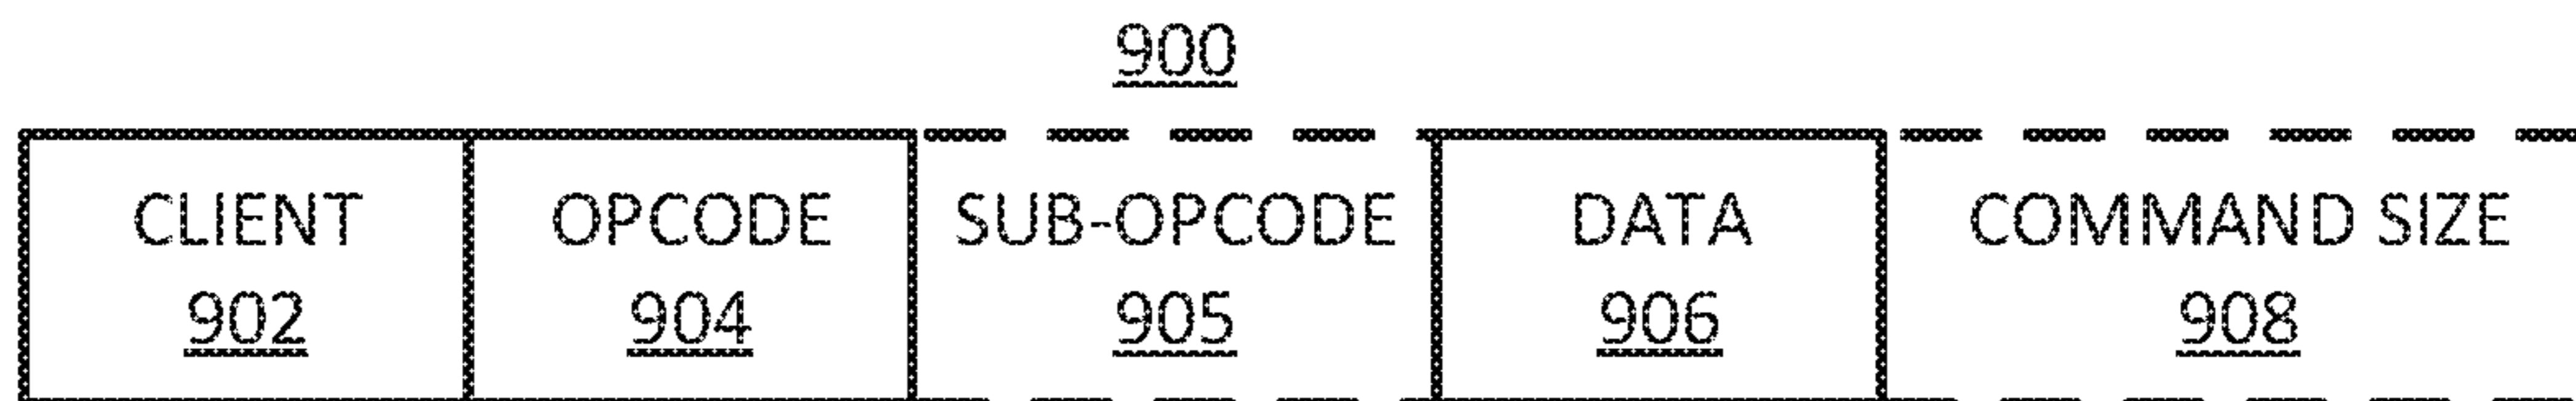 900
CLIENT OPCODE SUB-OPCODE DATA COMMAND SIZE
902 904 905 906 908